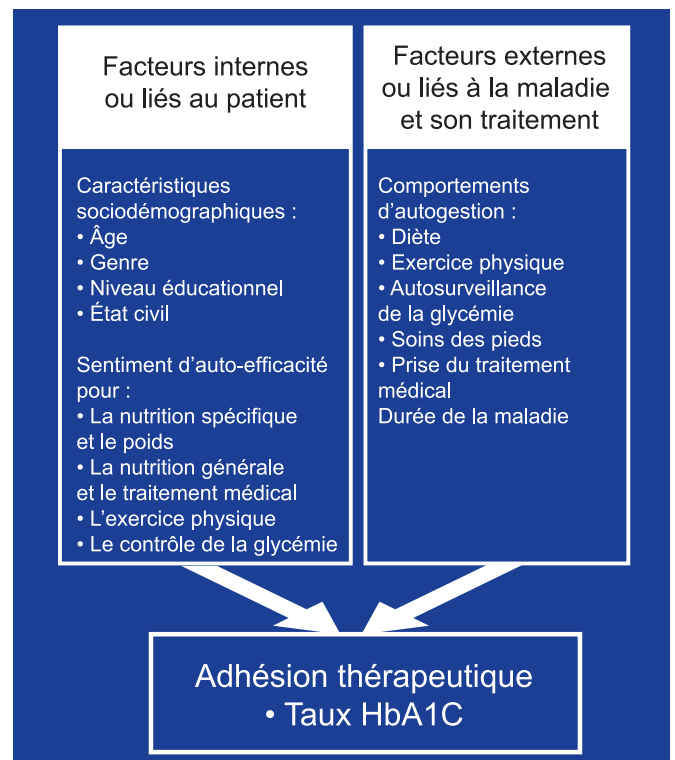 Facteurs internes
ou liés au patient
Caractéristiques
sociodémographiques :
• Âge
• Genre
• Niveau éducationnel
• État civil
Sentiment d’auto-efficacité
pour :
• La nutrition spécifique
et le poids
• La nutrition générale
et le traitement médical
• L’exercice physique
• Le contrôle de la glycémie
Facteurs externes
ou liés à la maladie
et son traitement
Comportements
d’autogestion :
• Diète
• Exercice physique
• Autosurveillance
de la glycémie
• Soins des pieds
• Prise du traitement
médical
Durée de la maladie
Adhésion thérapeutique
• Taux HbA1C